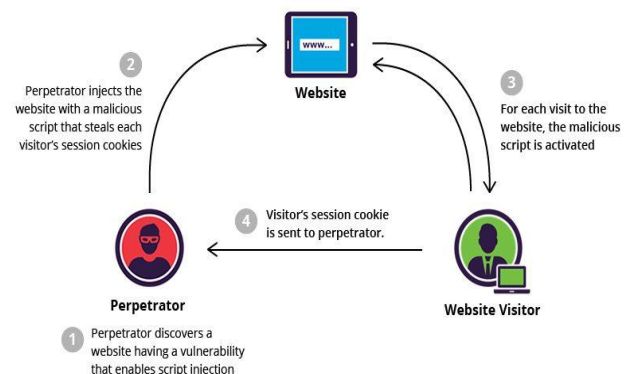 www...
Website
2
Perpetrator injects the
website with a malicious
script that steals each
visitor's session cookies
3
For each visit to the
website, the malicious
script is activated
4
Visitor's session cookie
is sent to perpetrator.
Perpetrator
Website Visitor
1
Perpetrator discovers a
website having a vulnerability
that enables script injection